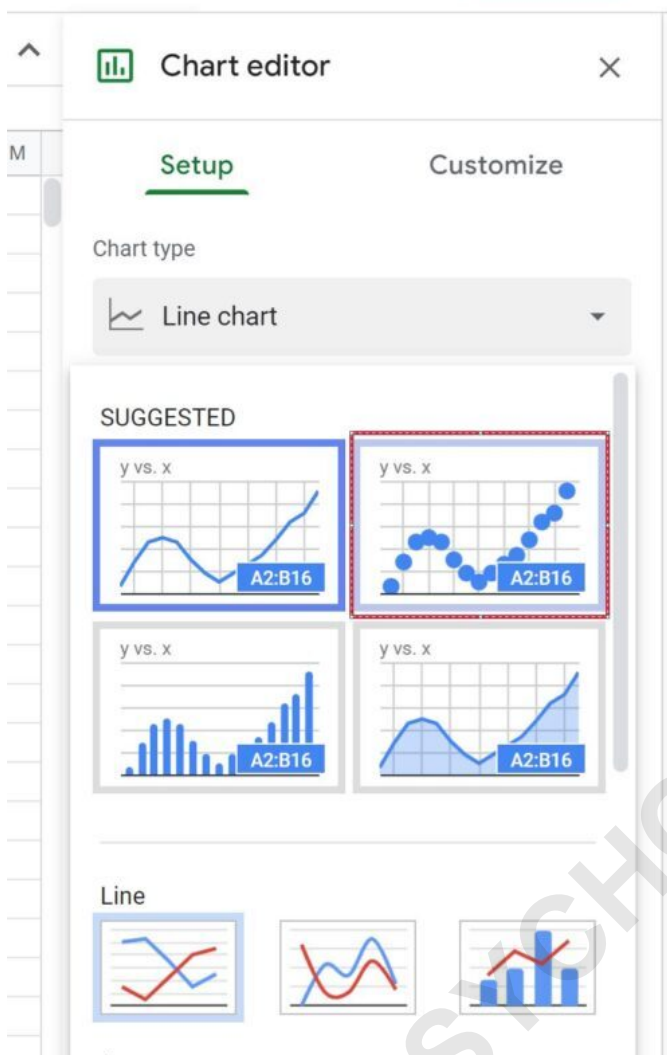 Chart editor
M
Setup Customize
Chart type
Line chart
SUGGESTED
y vs. x y vs. x
A2:B16 A2:B16
y vs. x y vs. x
A2:B16 A2:B16
Line